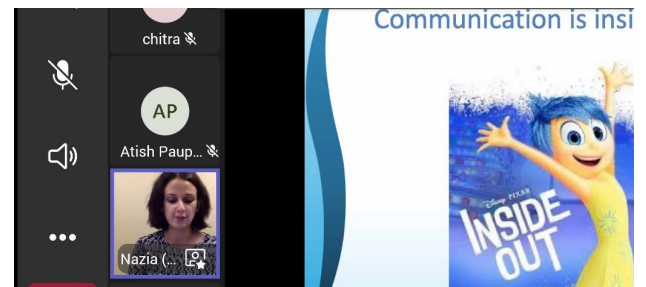 chitra
AP
Atish Paup...
Nazia (...
Communication is insi
DISNEY PIXAR
INSIDE
OUT